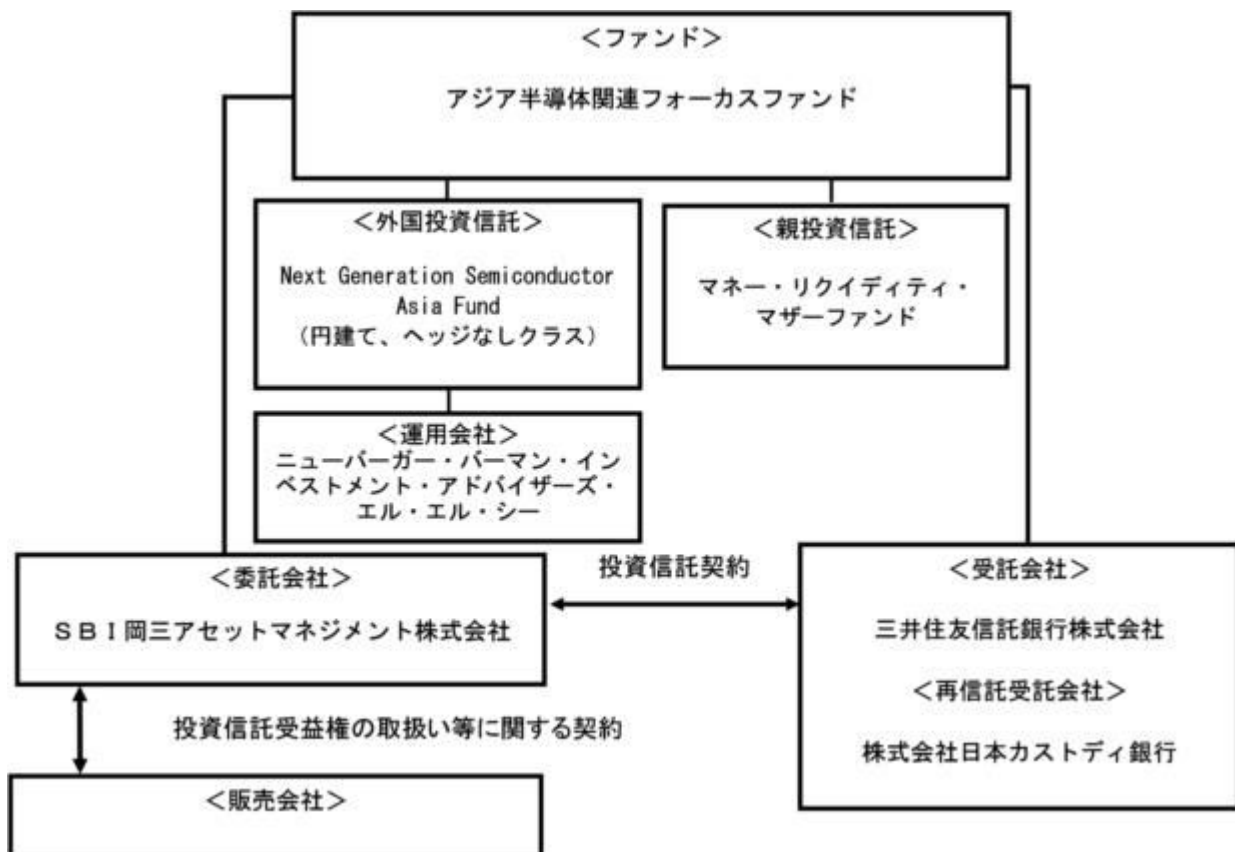 ＜ファンド＞
アジア半導体関連フォーカスファンド
＜外国投資信託＞
Next Generation Semiconductor
Asia Fund
（円建て、ヘッジなしクラス）
＜親投資信託＞
マネー・リクイディティ・
マザーファンド
＜運用会社＞
ニューバーガー・バーマン・イン
ベストメント・アドバイザーズ・
エル・エル・シー
＜委託会社＞
ＳＢＩ岡三アセットマネジメント株式会社
投資信託契約
＜受託会社＞
三井住友信託銀行株式会社
＜再信託受託会社＞
株式会社日本カストディ銀行
投資信託受益権の取扱い等に関する契約
＜販売会社＞